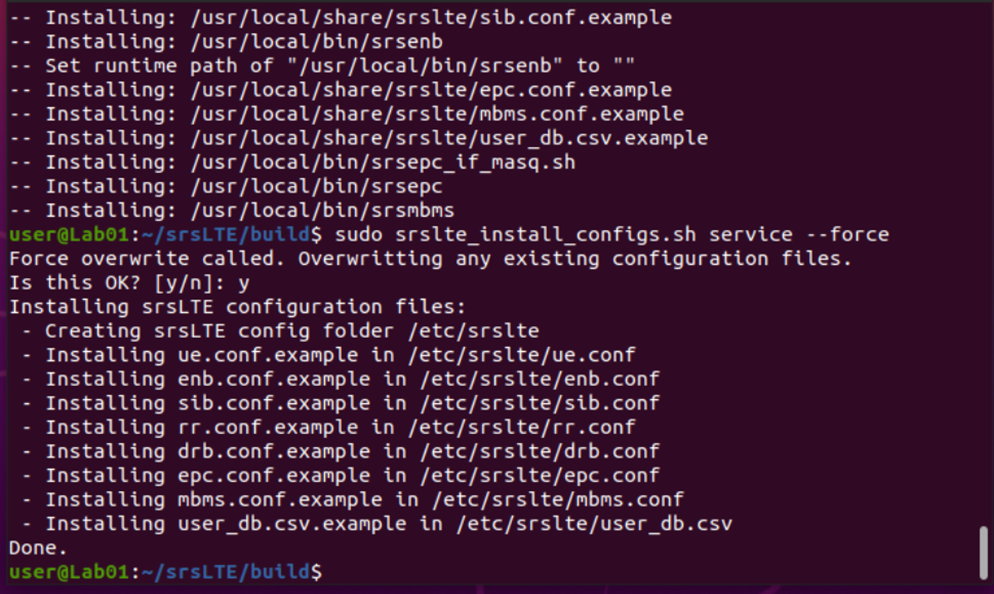 -- Installing: /usr/local/share/srslte/sib.conf.example
-- Installing: /usr/local/bin/srsenb
-- Set runtime path of "/usr/local/bin/srsenb" to ""
-- Installing: /usr/local/share/srslte/epc.conf.example
-- Installing: /usr/local/share/srslte/mbms.conf.example
-- Installing: /usr/local/share/srslte/user_db.csv.example
-- Installing: /usr/local/bin/srsepc_if_masq.sh
-- Installing: /usr/local/bin/srsepc
-- Installing: /usr/local/bin/srsmbms
user@Lab01:~/srsLTE/build$ sudo srslte_install_configs.sh service --force
Force overwrite called. Overwritting any existing configuration files.
Is this OK? [y/n]: y
Installing srsLTE configuration files:
 - Creating srsLTE config folder /etc/srslte
 - Installing ue.conf.example in /etc/srslte/ue.conf
 - Installing enb.conf.example in /etc/srslte/enb.conf
 - Installing sib.conf.example in /etc/srslte/sib.conf
 - Installing rr.conf.example in /etc/srslte/rr.conf
 - Installing drb.conf.example in /etc/srslte/drb.conf
 - Installing epc.conf.example in /etc/srslte/epc.conf
 - Installing mbms.conf.example in /etc/srslte/mbms.conf
 - Installing user_db.csv.example in /etc/srslte/user_db.csv
Done.
user@Lab01:~/srsLTE/build$